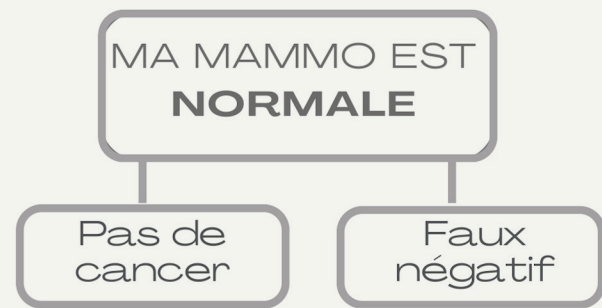 MA MAMMO EST
NORMALE
Pas de
cancer
Faux
négatif